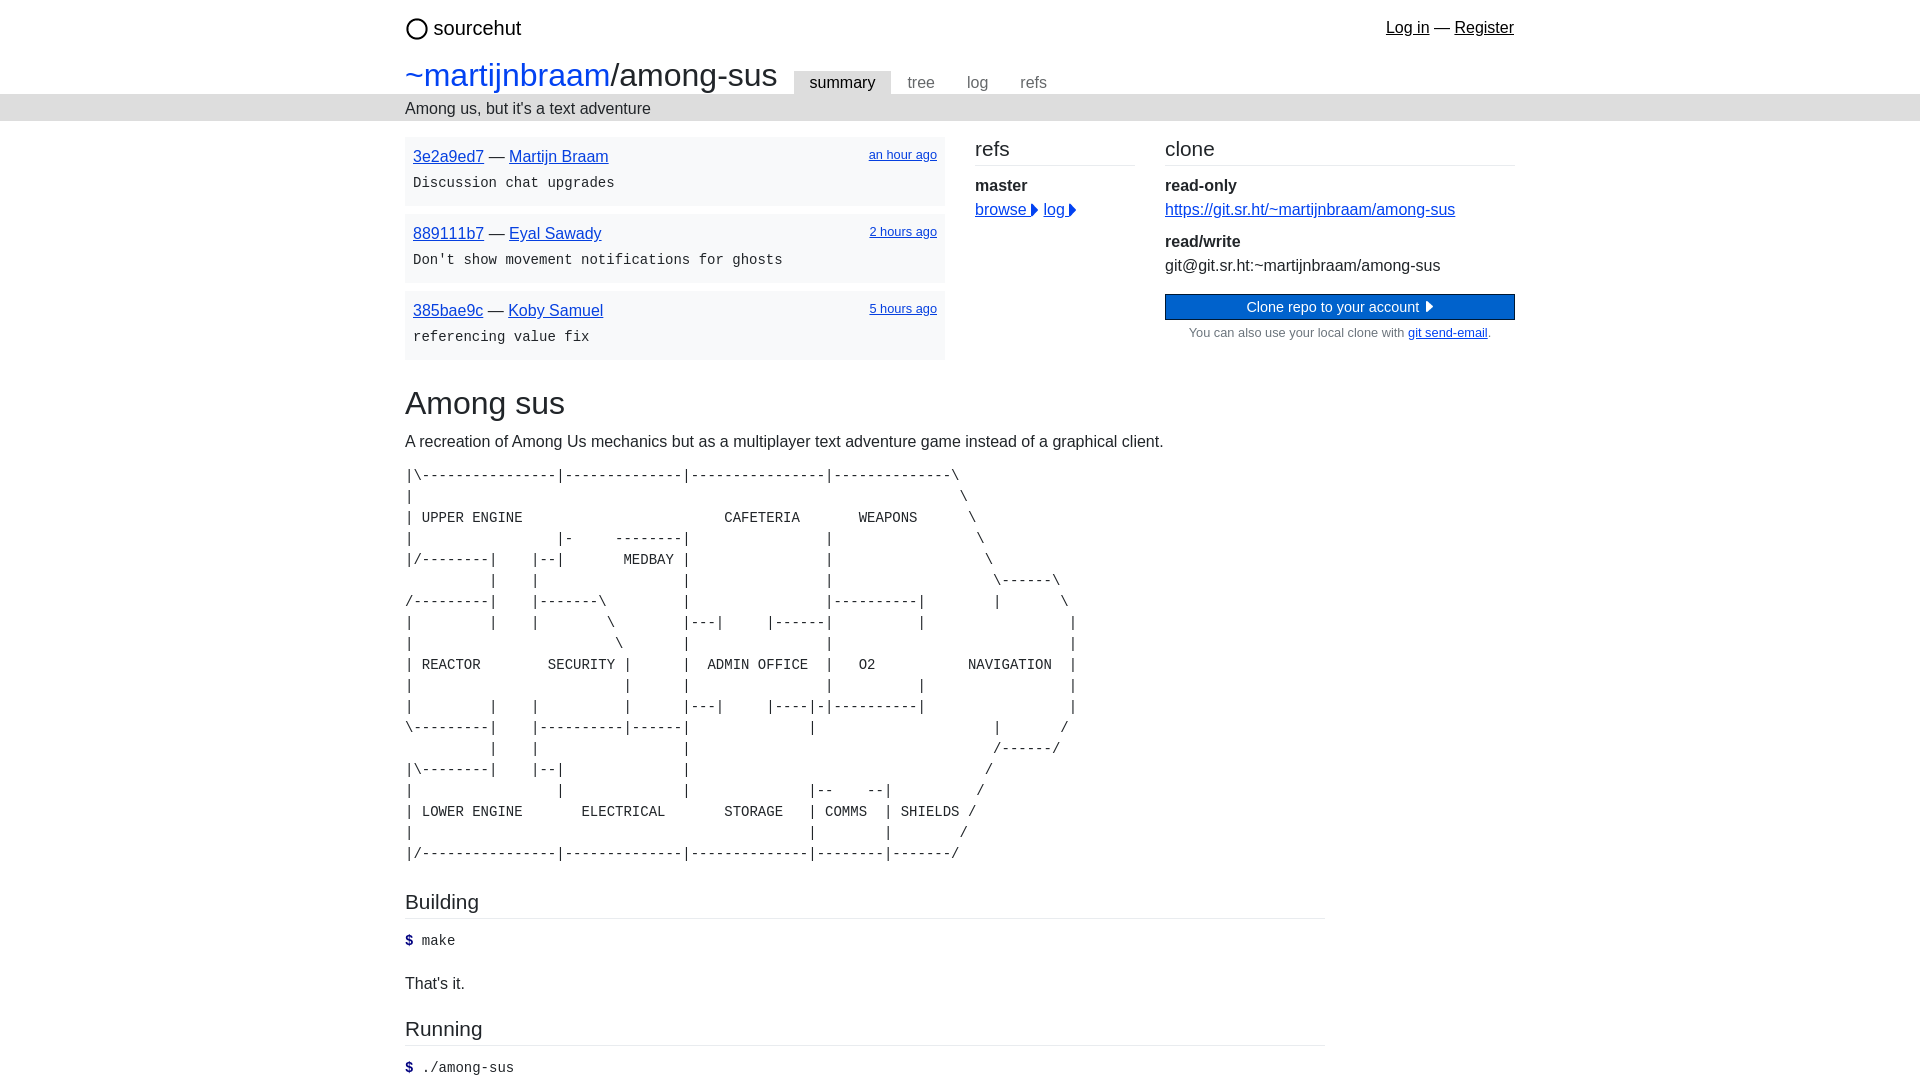 sourcehut
Log in — Register
~martijnbraam/among-sus
summary tree log refs
Among us, but it's a text adventure
3e2a9ed7 — Martijn Braam an hour ago
Discussion chat upgrades
889111b7 — Eyal Sawady 2 hours ago
Don't show movement notifications for ghosts
385bae9c — Koby Samuel 5 hours ago
referencing value fix
refs
master
browse log
clone
read-only
https://git.sr.ht/~martijnbraam/among-sus
read/write
git@git.sr.ht:~martijnbraam/among-sus
Clone repo to your account
You can also use your local clone with git send-email.
Among sus
A recreation of Among Us mechanics but as a multiplayer text adventure game instead of a graphical client.
|\----------------|--------------|----------------|--------------\
|                                                                 \
| UPPER ENGINE                        CAFETERIA       WEAPONS      \
|                 |-     --------|                |                 \
|/--------|    |--|       MEDBAY |                |                  \
          |    |                 |                |                   \------\
/---------|    |-------\         |                |----------|        |       \
|         |    |        \        |---|     |------|          |                 |
|                        \       |                |                            |
| REACTOR        SECURITY |      |  ADMIN OFFICE  |   O2           NAVIGATION  |
|                         |      |                |          |                 |
|         |    |          |      |---|     |----|-|----------|                 |
\---------|    |----------|------|              |                     |       /
          |    |                 |                                    /------/
|\--------|    |--|              |                                   /
|                 |              |              |--    --|          /
| LOWER ENGINE       ELECTRICAL       STORAGE   | COMMS  | SHIELDS /
|                                               |        |        /
|/----------------|--------------|--------------|--------|-------/
Building
$ make
That's it.
Running
$ ./among-sus